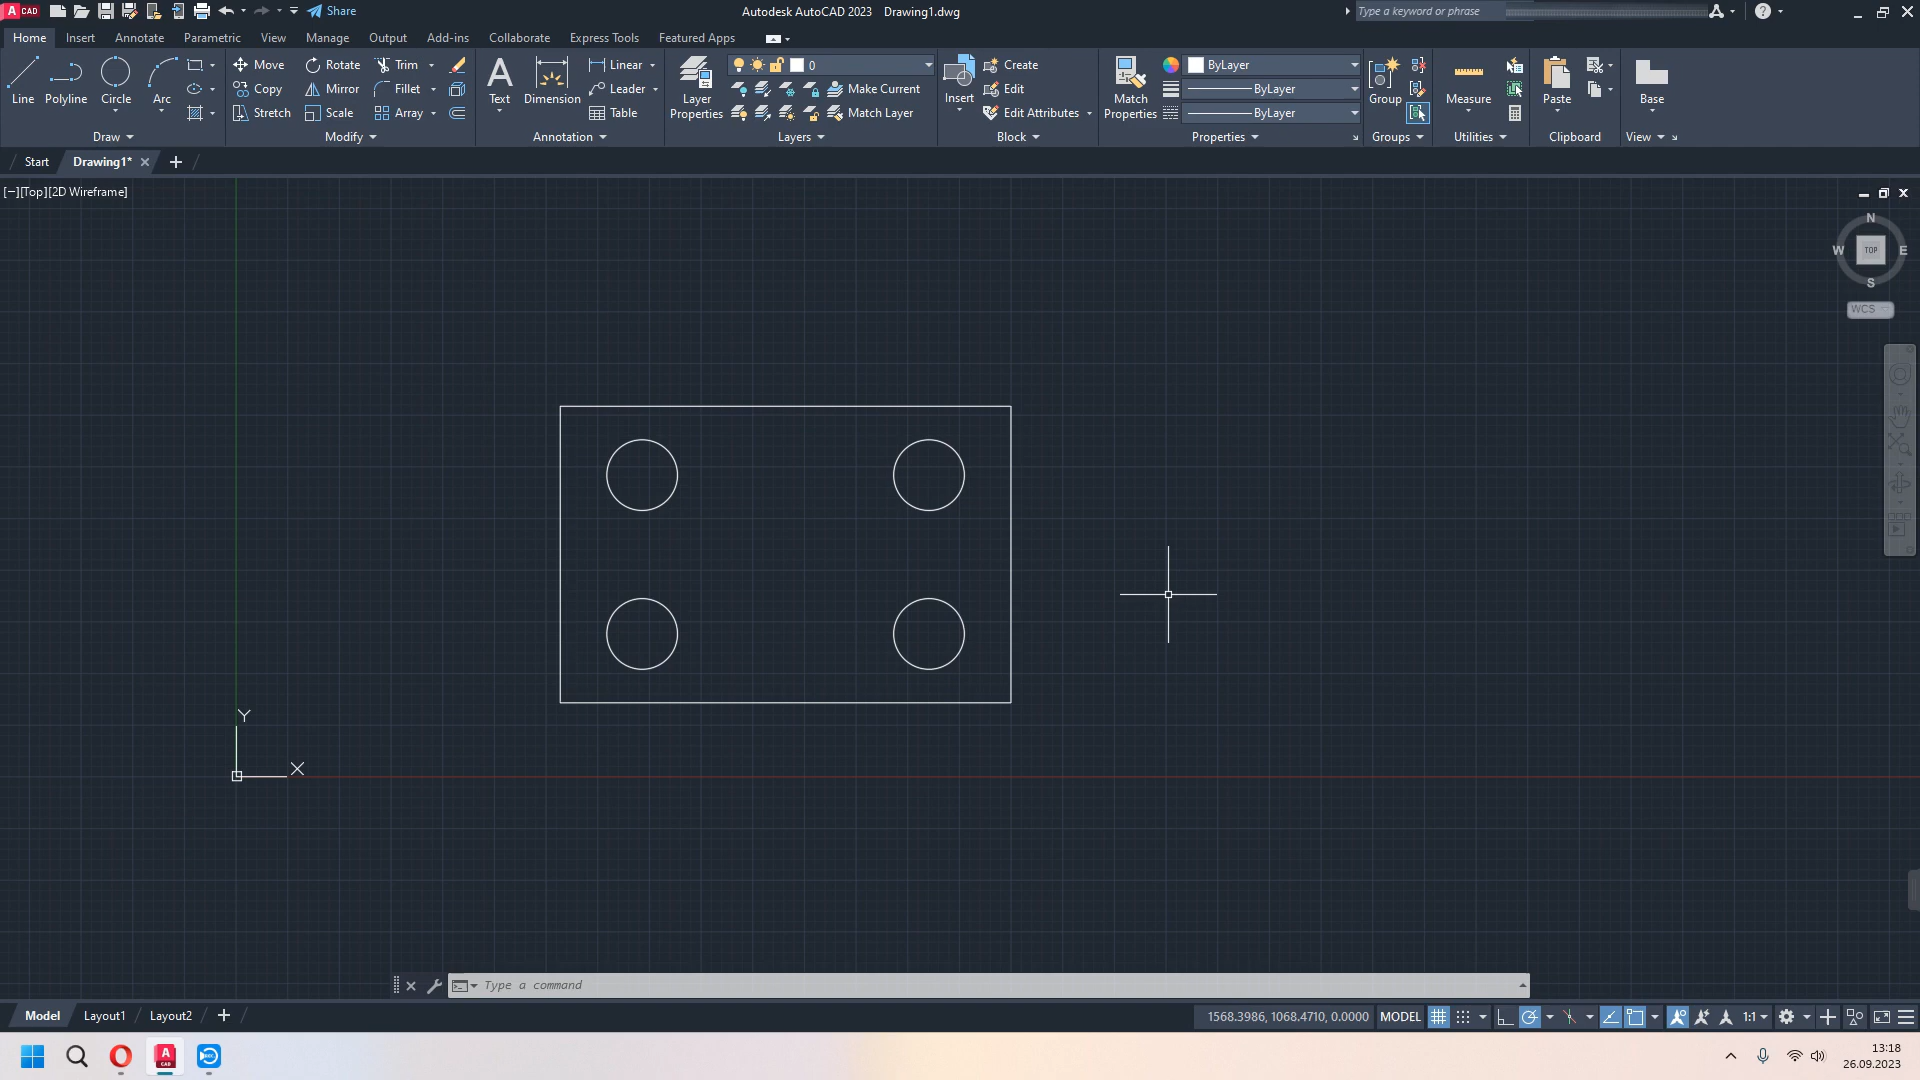 A CAD Share Autodesk AutoCAD 2023 Drawing1.dwg Type a keyword or phrase
Home Insert Annotate Parametric View Manage Output Add-ins Collaborate Express Tools Featured Apps
Line Polyline Circle Arc
Draw
Move Rotate Trim
Copy Mirror Fillet
Stretch Scale Array
Modify
Text Dimension
Linear
Leader
Table
Annotation
Layer Properties
0
Make Current
Match Layer
Layers
Insert
Create
Edit
Edit Attributes
Block
Match Properties
ByLayer
ByLayer
ByLayer
Properties
Group
Groups
Measure
Utilities
Paste
Clipboard
Base
View
Start Drawing1*
[−][Top][2D Wireframe]
N
W TOP E
S
WCS
Y
X
Type a command
Model Layout1 Layout2
1568.3986, 1068.4710, 0.0000 MODEL 1:1
A CAD
13:18
26.09.2023